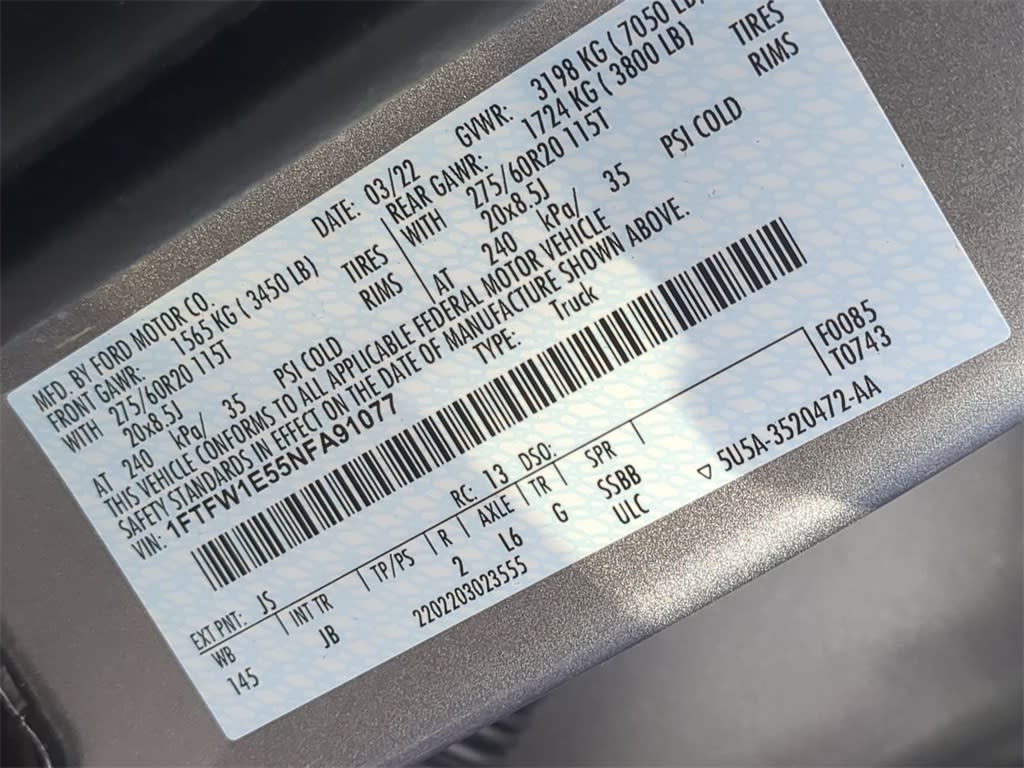 MFD. BY FORD MOTOR CO.
DATE: 03/22 GVWR: 3198 KG ( 7050 LB)
FRONT GAWR: 1565 KG ( 3450 LB) REAR GAWR: 1724 KG ( 3800 LB)
WITH 275/60R20 115T TIRES WITH 275/60R20 115T TIRES
20x8.5J RIMS 20x8.5J RIMS
AT 240 kPa/ 35 PSI COLD AT 240 kPa/ 35 PSI COLD
THIS VEHICLE CONFORMS TO ALL APPLICABLE FEDERAL MOTOR VEHICLE
SAFETY STANDARDS IN EFFECT ON THE DATE OF MANUFACTURE SHOWN ABOVE.
VIN: 1FTFW1E55NFA91077 TYPE: Truck
F0085
T0743
EXT PNT: JS RC: 13 DSO:
WB INT TR TP/PS R AXLE TR SPR
145 JB 2 L6 G SSBB
ULC
2202203023555
▽ 5U5A-3520472-AA